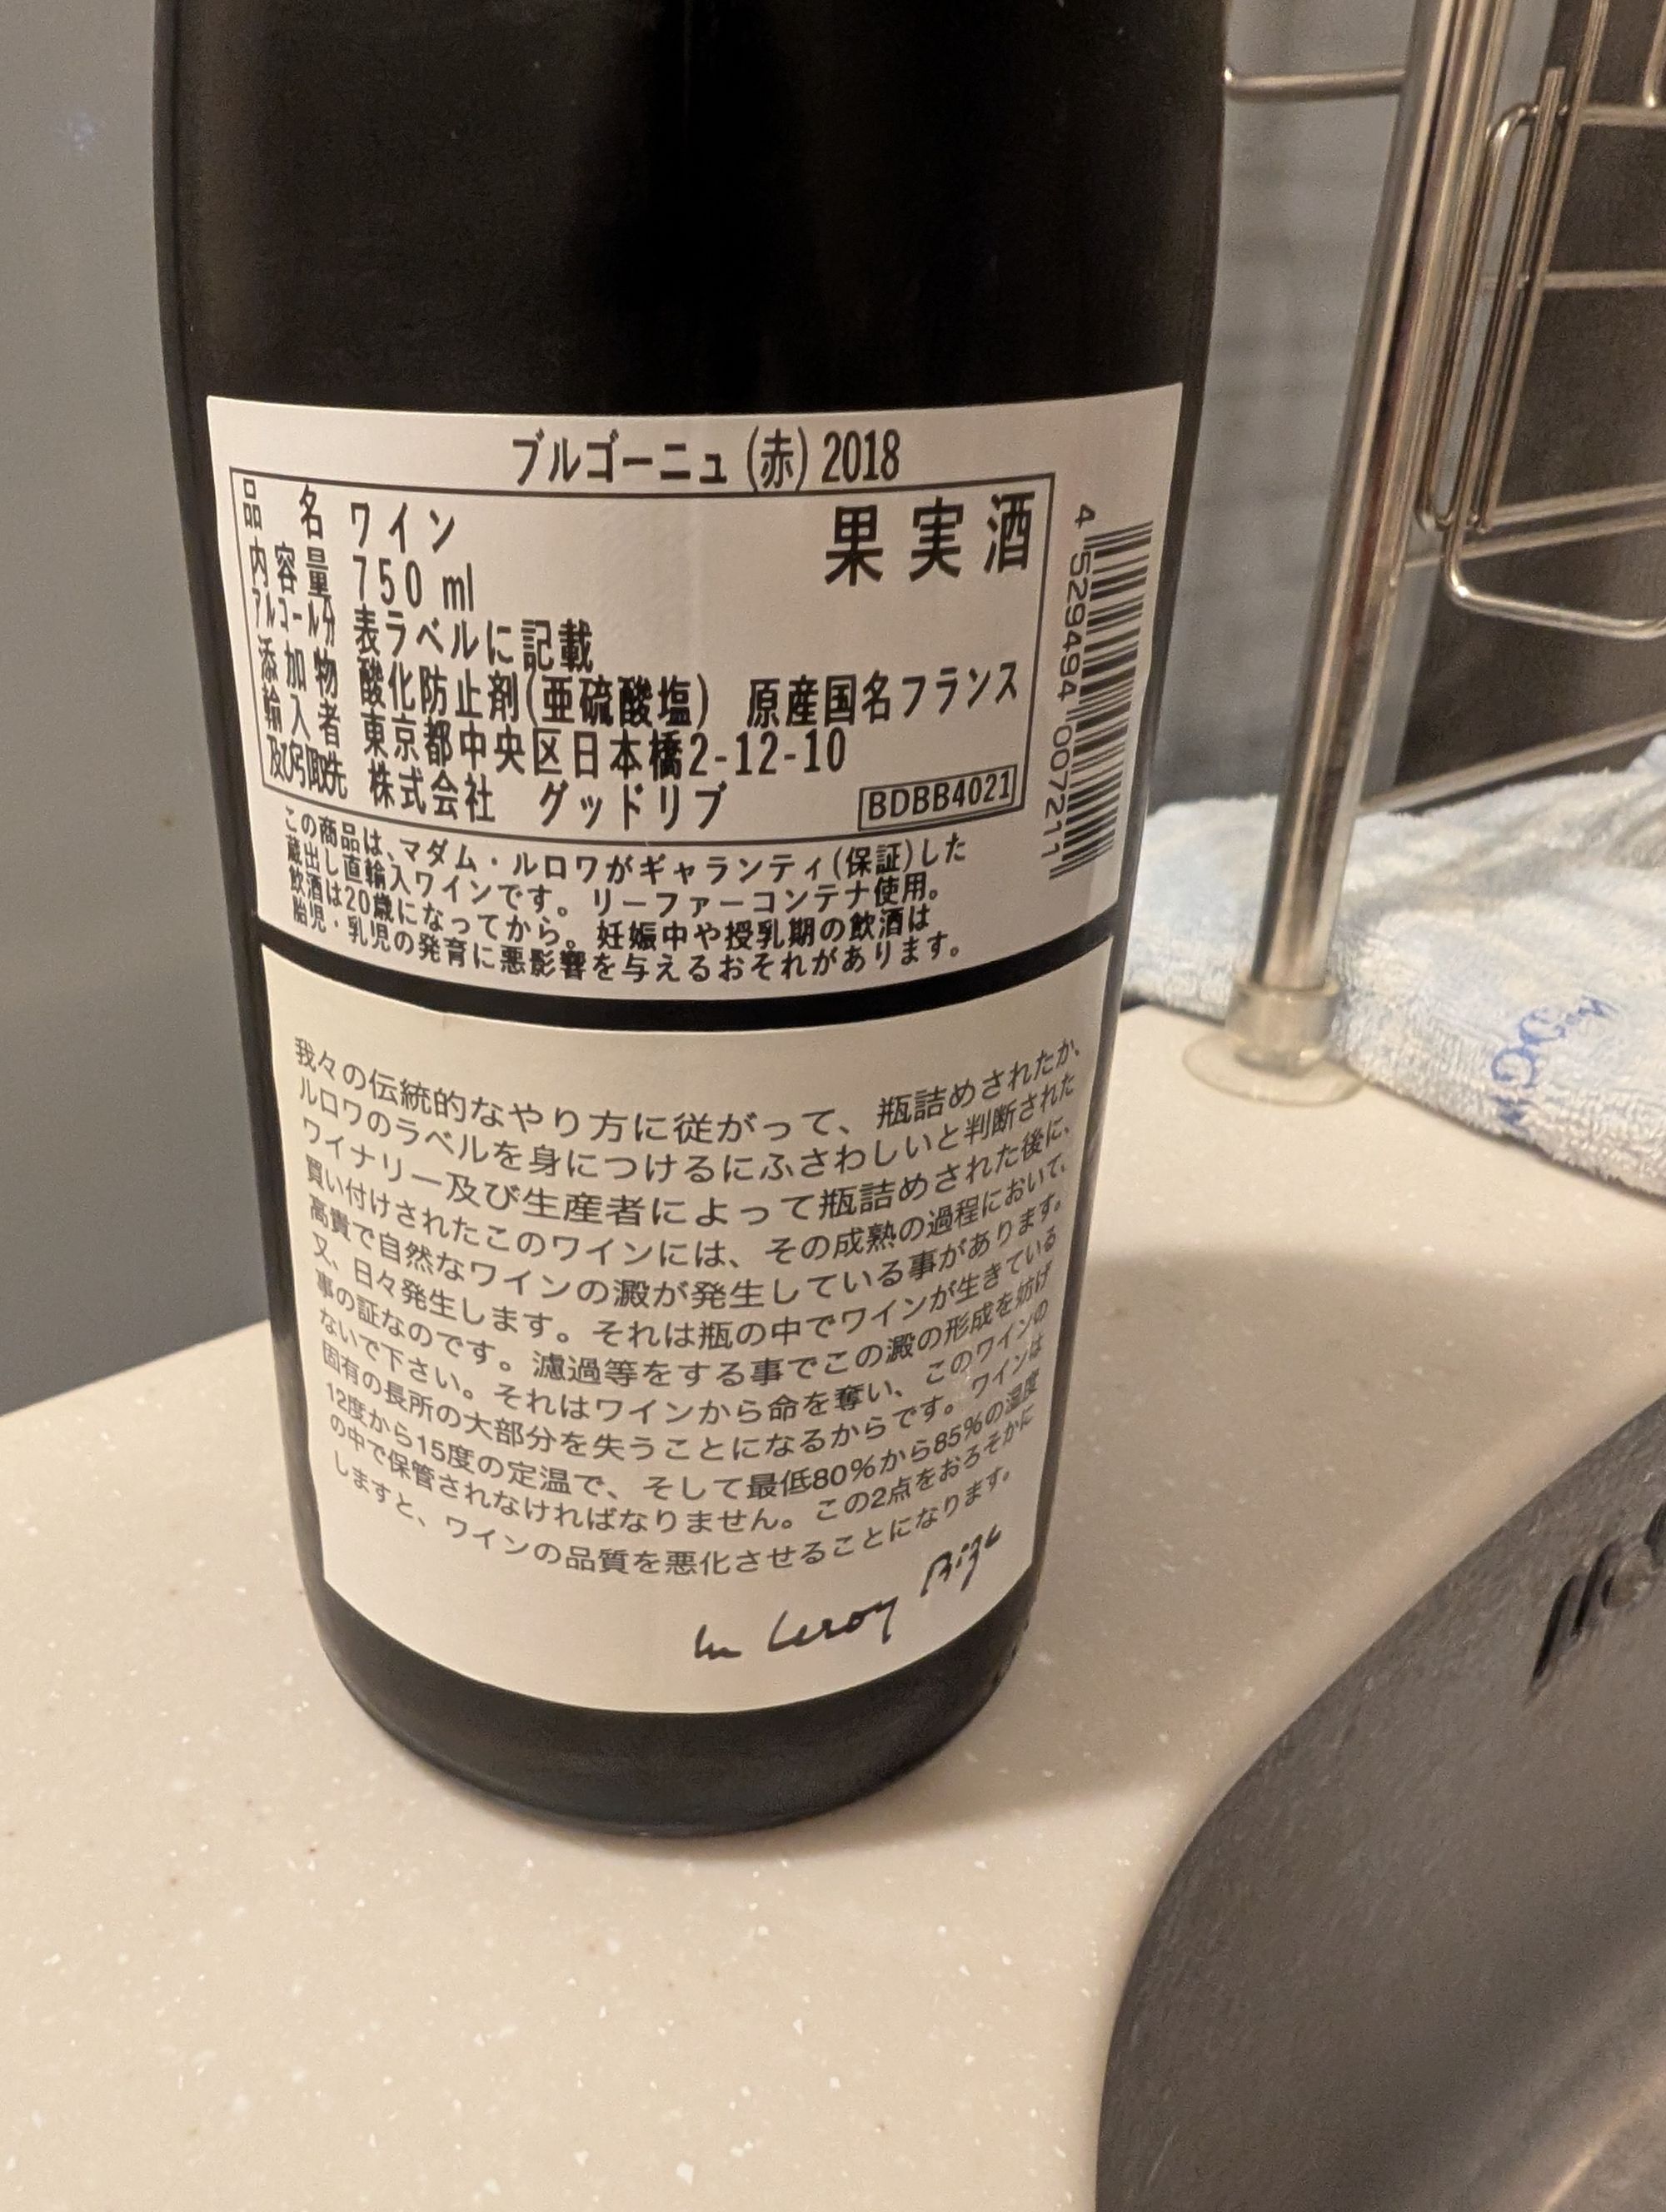 ブルゴーニュ (赤) 2018
品名 ワイン
果実酒
内容量 750 ml
アルコール分 表ラベルに記載
添加物 酸化防止剤(亜硫酸塩) 原産国名フランス
輸入者 東京都中央区日本橋2-12-10
及び引取先 株式会社 グッドリブ
BDBB4021
4 529494 007211
この商品は、マダム・ルロワがギャランティ(保証)した
蔵出し直輸入ワインです。リーファーコンテナ使用。
飲酒は20歳になってから。妊娠中や授乳期の飲酒は
胎児・乳児の発育に悪影響を与えるおそれがあります。
我々の伝統的なやり方に従がって、瓶詰めされたか、
ルロワのラベルを身につけるにふさわしいと判断された
ワイナリー及び生産者によって瓶詰めされた後に、
買い付けされたこのワインには、その成熟の過程において、
高貴で自然なワインの澱が発生している事があります。
又、日々発生します。それは瓶の中でワインが生きている
事の証なのです。濾過等をする事でこの澱の形成を妨げ
ないで下さい。それはワインから命を奪い、このワインの
固有の長所の大部分を失うことになるからです。ワインは
12度から15度の定温で、そして最低80%から85%の湿度
の中で保管されなければなりません。この2点をおろそかに
しますと、ワインの品質を悪化させることになります。
Leroy Bize